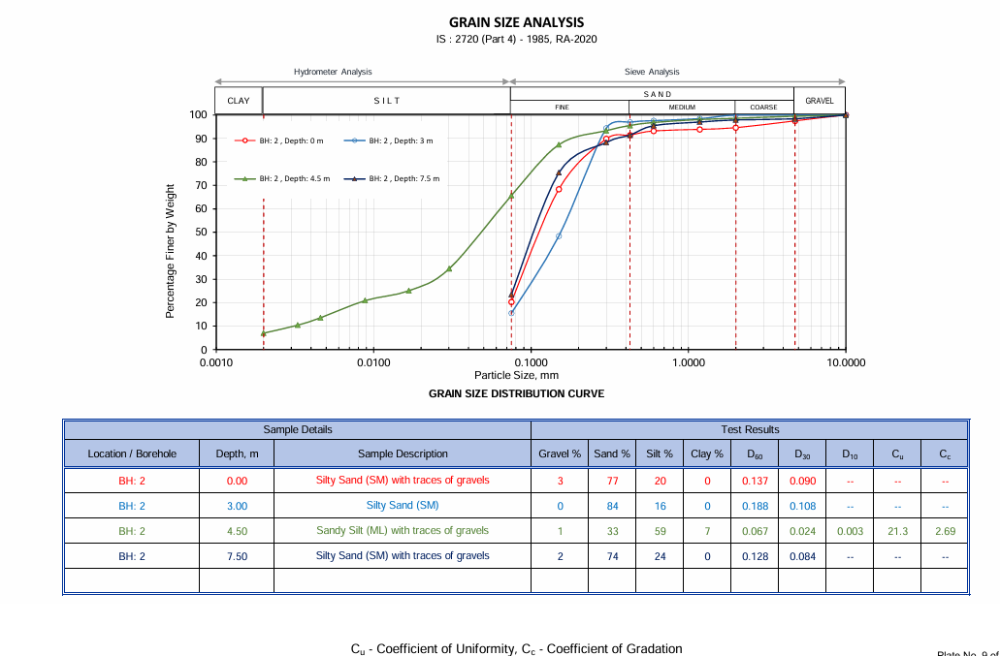 GRAIN SIZE ANALYSIS
IS : 2720 (Part 4) - 1985, RA-2020
Hydrometer Analysis Sieve Analysis
CLAY SILT SAND GRAVEL
FINE MEDIUM COARSE
100
90
80
70
60
50
40
30
20
10
0
BH: 2 , Depth: 0 m BH: 2 , Depth: 3 m
BH: 2 , Depth: 4.5 m BH: 2 , Depth: 7.5 m
Percentage Finer by Weight
0.0010 0.0100 0.1000 1.0000 10.0000
Particle Size, mm
GRAIN SIZE DISTRIBUTION CURVE
Sample Details Test Results
Location / Borehole Depth, m Sample Description Gravel % Sand % Silt % Clay % D60 D30 D10 Cu Cc
BH: 2 0.00 Silty Sand (SM) with traces of gravels 3 77 20 0 0.137 0.090 -- -- --
BH: 2 3.00 Silty Sand (SM) 0 84 16 0 0.188 0.108 -- -- --
BH: 2 4.50 Sandy Silt (ML) with traces of gravels 1 33 59 7 0.067 0.024 0.003 21.3 2.69
BH: 2 7.50 Silty Sand (SM) with traces of gravels 2 74 24 0 0.128 0.084 -- -- --
Cu - Coefficient of Uniformity, Cc - Coefficient of Gradation
Plate No. 9 of